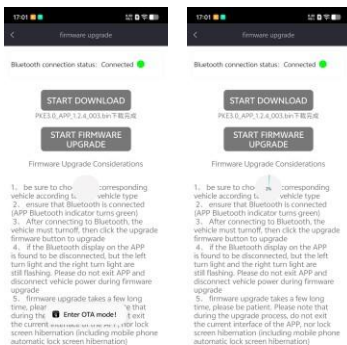 17:01
firmware upgrade
Bluetooth connection status: Connected
START DOWNLOAD
PKE3.0_APP_1.2.4_003.bin下载完成
START FIRMWARE
UPGRADE
Firmware Upgrade Considerations
1. be sure to cho corresponding
vehicle according t vehicle type
2. ensure that Bluetooth is connected
(APP Bluetooth indicator turns green)
3. After connecting to Bluetooth, the
vehicle must turnoff, then click the upgrade
firmware button to upgrade
4. if the Bluetooth display on the APP
is found to be disconnected, but the left
turn light and the right turn light are
still flashing. Please do not exit APP and
disconnect vehicle power during firmware
upgrade
5. firmware upgrade takes a few long
time, pleas e that
during the Enter OTA mode! t exit
the current interface of the APP, nor lock
screen hibernation (including mobile phone
automatic lock screen hibernation)
17:01
firmware upgrade
Bluetooth connection status: Connected
START DOWNLOAD
PKE3.0_APP_1.2.4_003.bin下载完成
START FIRMWARE
UPGRADE
Firmware Upgrade Considerations
1. be sure to cho corresponding
vehicle according t vehicle type
2. ensure that Bluetooth is connected
(APP Bluetooth indicator turns green)
3. After connecting to Bluetooth, the
vehicle must turnoff, then click the upgrade
firmware button to upgrade
4. if the Bluetooth display on the APP
is found to be disconnected, but the left
turn light and the right turn light are
still flashing. Please do not exit APP and
disconnect vehicle power during firmware
upgrade
5. firmware upgrade takes a few long
time, please be patient. Please note that
during the upgrade process, do not exit
the current interface of the APP, nor lock
screen hibernation (including mobile phone
automatic lock screen hibernation)